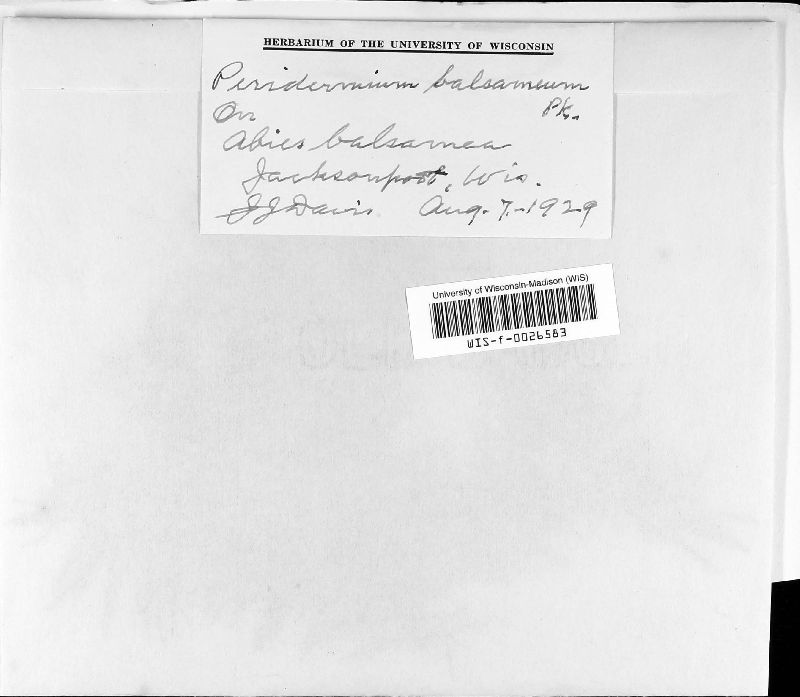 HERBARIUM OF THE UNIVERSITY OF WISCONSIN
Peridermium balsameum
Pk.
On
Abies balsamea
Jacksonport, Wis.
JJ Davis Aug. 7-1929
University of Wisconsin-Madison (WIS)
WIS-f-0026583